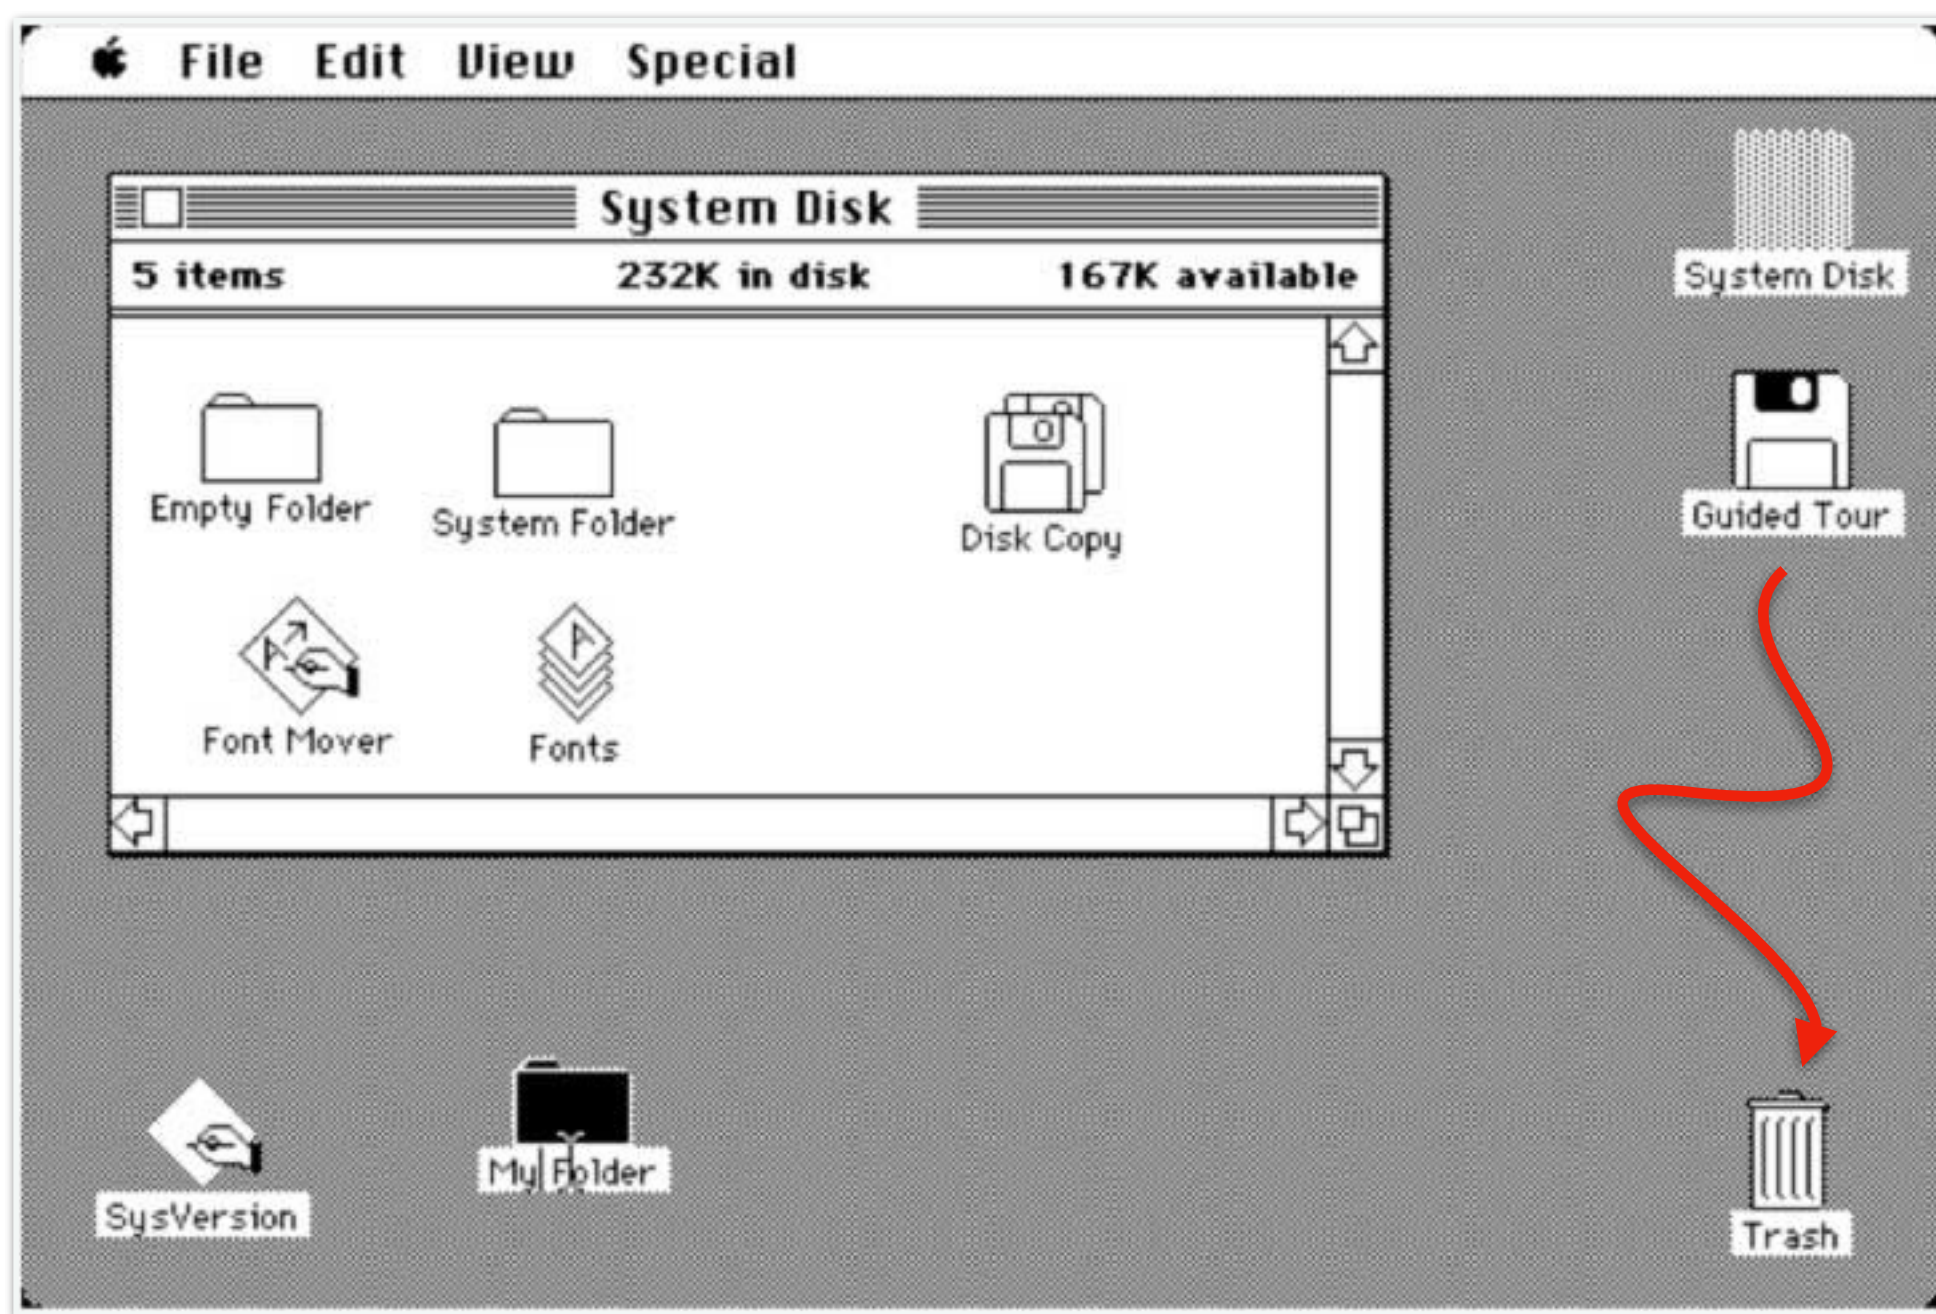 File Edit View Special
System Disk
5 items 232K in disk 167K available
Empty Folder
System Folder
Disk Copy
Font Mover
Fonts
System Disk
Guided Tour
SysVersion
My Folder
Trash